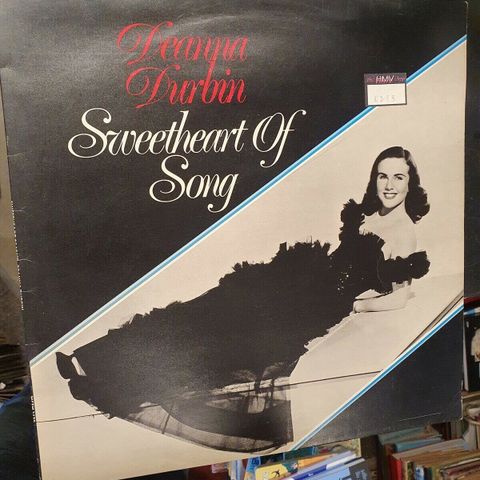 Deanna
Durbin
Sweetheart Of
Song
HMV